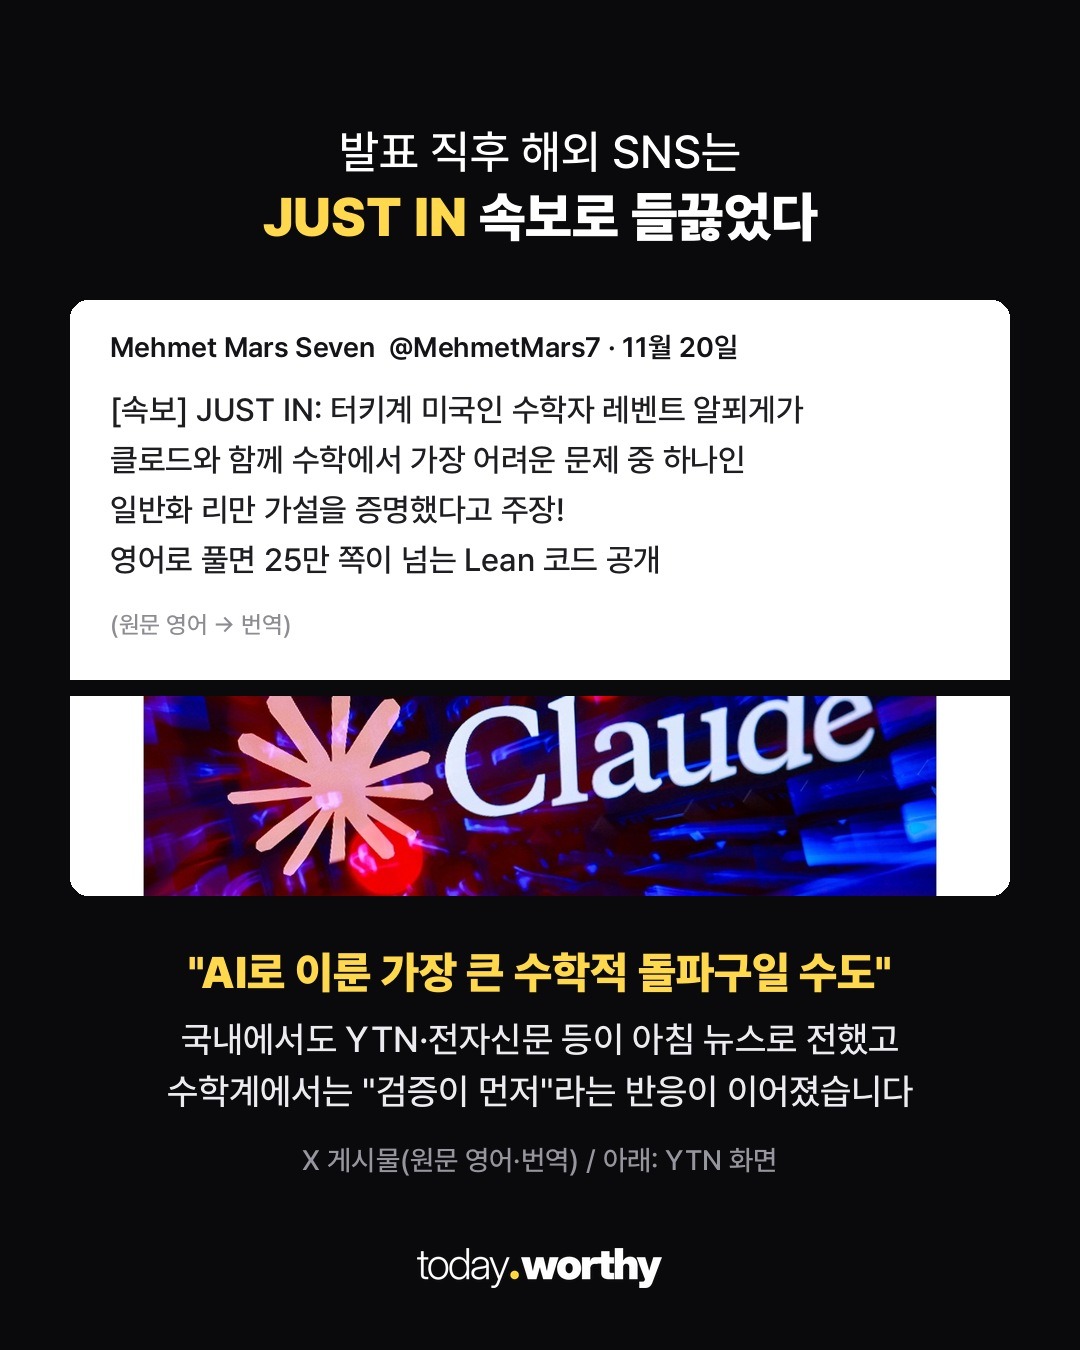 발표 직후 해외 SNS는
JUST IN 속보로 들끓었다
Mehmet Mars Seven @MehmetMars7 · 11월 20일
[속보] JUST IN: 터키계 미국인 수학자 레벤트 알푀게가
클로드와 함께 수학에서 가장 어려운 문제 중 하나인
일반화 리만 가설을 증명했다고 주장!
영어로 풀면 25만 쪽이 넘는 Lean 코드 공개
(원문 영어 → 번역)
Claude
"AI로 이룬 가장 큰 수학적 돌파구일 수도"
국내에서도 YTN·전자신문 등이 아침 뉴스로 전했고
수학계에서는 "검증이 먼저"라는 반응이 이어졌습니다
X 게시물(원문 영어·번역) / 아래: YTN 화면
today.worthy